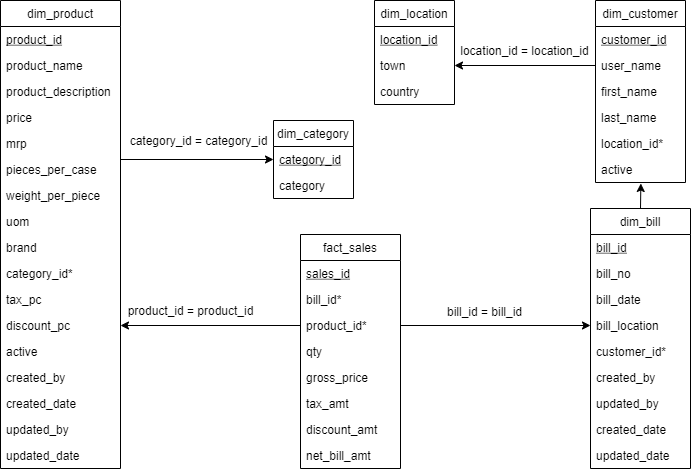 dim_product
product_id
product_name
product_description
price
mrp
pieces_per_case
weight_per_piece
uom
brand
category_id*
tax_pc
discount_pc
active
created_by
created_date
updated_by
updated_date
category_id = category_id
dim_category
category_id
category
dim_location
location_id
town
country
location_id = location_id
dim_customer
customer_id
user_name
first_name
last_name
location_id*
active
product_id = product_id
fact_sales
sales_id
bill_id*
product_id*
qty
gross_price
tax_amt
discount_amt
net_bill_amt
bill_id = bill_id
dim_bill
bill_id
bill_no
bill_date
bill_location
customer_id*
created_by
updated_by
created_date
updated_date